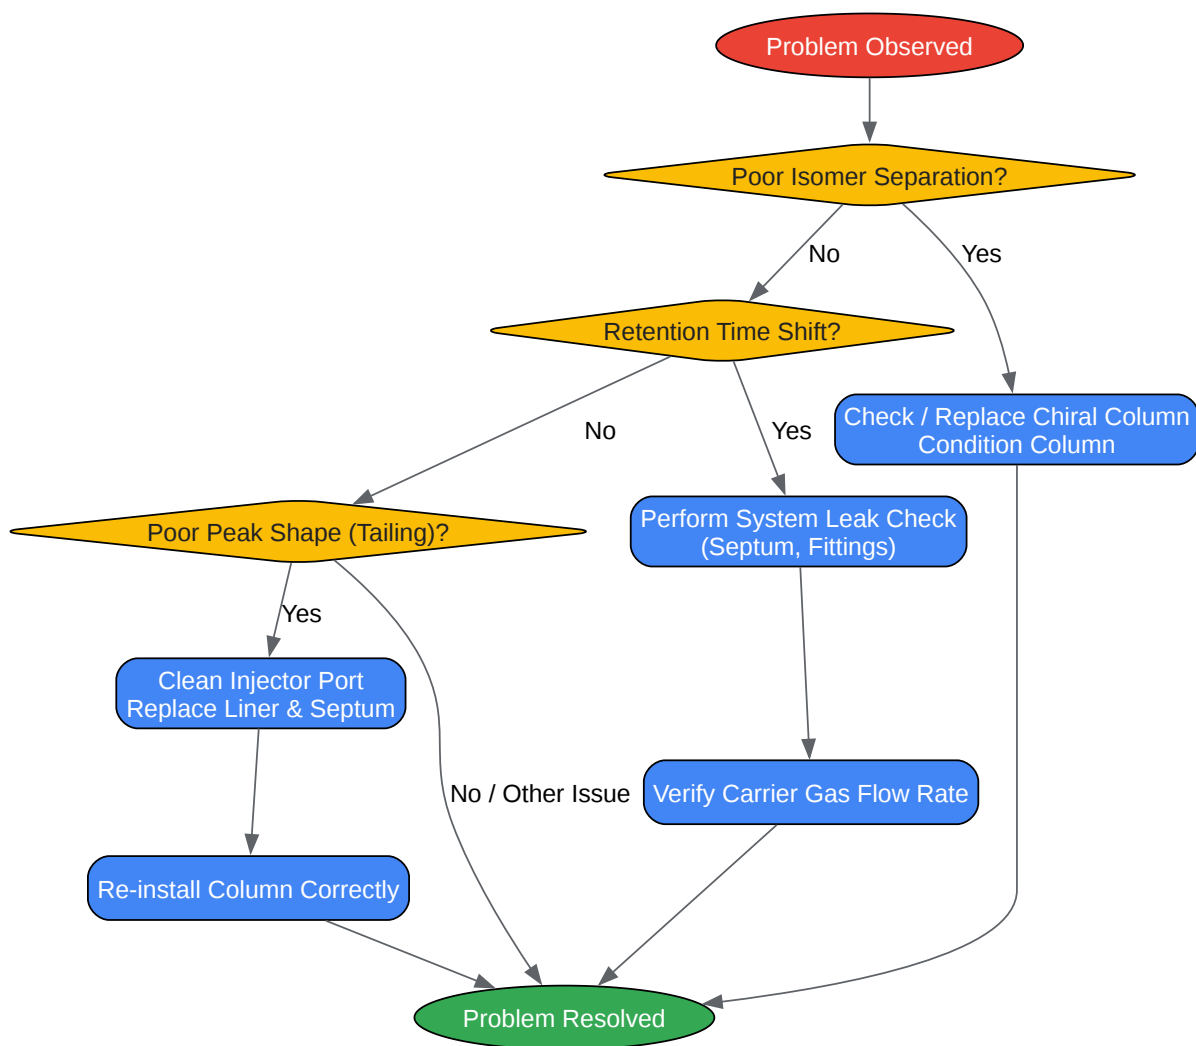 Problem Observed
Poor Isomer Separation?
No
Yes
Retention Time Shift?
Check / Replace Chiral Column
Condition Column
No
Yes
Perform System Leak Check
(Septum, Fittings)
Poor Peak Shape (Tailing)?
Yes
Clean Injector Port
Replace Liner & Septum
No / Other Issue
Verify Carrier Gas Flow Rate
Re-install Column Correctly
Problem Resolved